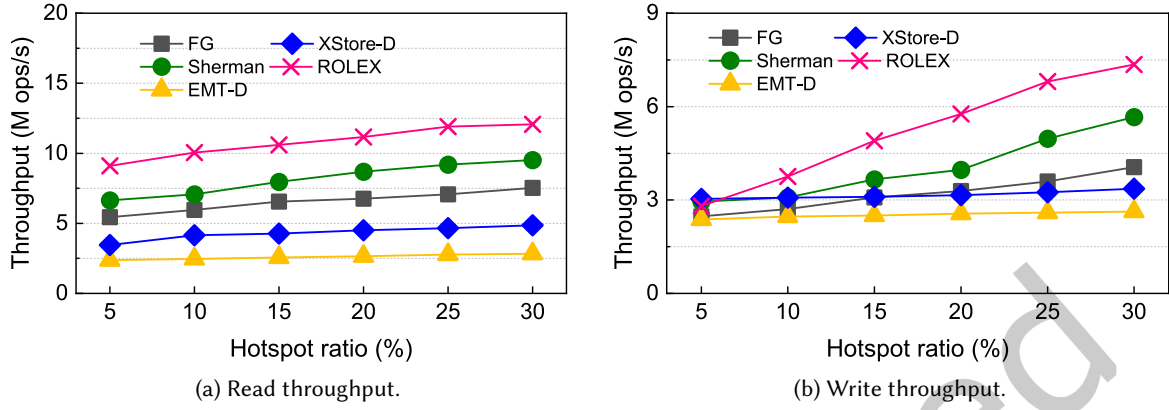 20
15
10
5
0
Throughput (M ops/s)
FG
XStore-D
Sherman
ROLEX
EMT-D
5 10 15 20 25 30
Hotspot ratio (%)
(a) Read throughput.
9
6
3
0
Throughput (M ops/s)
FG
XStore-D
Sherman
ROLEX
EMT-D
5 10 15 20 25 30
Hotspot ratio (%)
(b) Write throughput.
ed